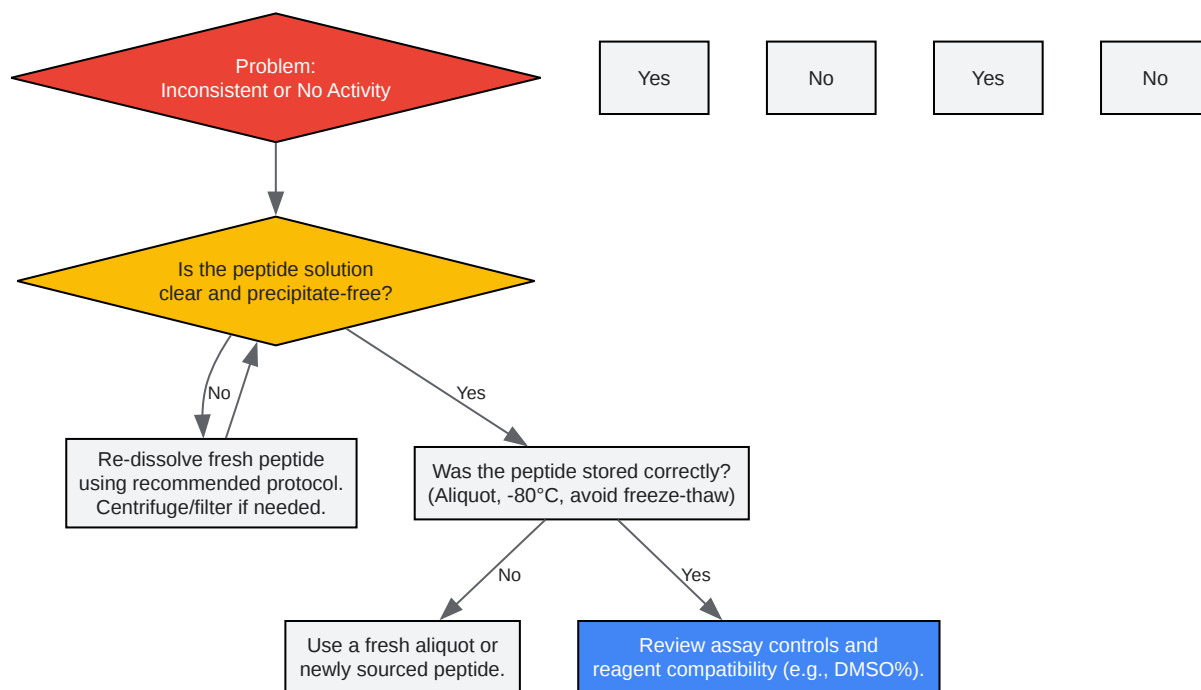 Problem:
Inconsistent or No Activity
Yes
No
Yes
No
Is the peptide solution
clear and precipitate-free?
No
Yes
Re-dissolve fresh peptide
using recommended protocol.
Centrifuge/filter if needed.
Was the peptide stored correctly?
(Aliquot, -80°C, avoid freeze-thaw)
No
Yes
Use a fresh aliquot or
newly sourced peptide.
Review assay controls and
reagent compatibility (e.g., DMSO%).